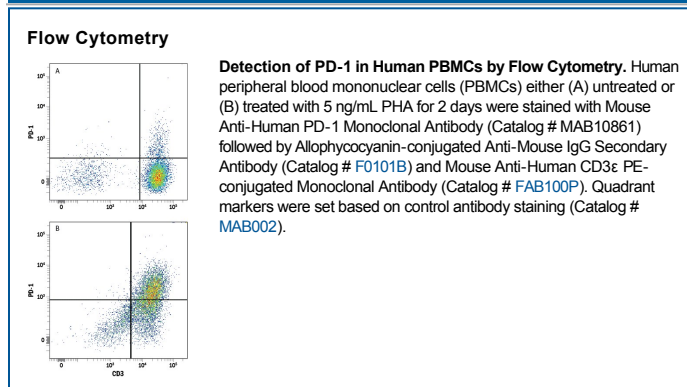 Flow Cytometry
Detection of PD-1 in Human PBMCs by Flow Cytometry. Human
peripheral blood mononuclear cells (PBMCs) either (A) untreated or
(B) treated with 5 ng/mL PHA for 2 days were stained with Mouse
Anti-Human PD-1 Monoclonal Antibody (Catalog # MAB10861)
followed by Allophycocyanin-conjugated Anti-Mouse IgG Secondary
Antibody (Catalog # F0101B) and Mouse Anti-Human CD3ε PE-
conjugated Monoclonal Antibody (Catalog # FAB100P). Quadrant
markers were set based on control antibody staining (Catalog #
MAB002).
A
PD-1
0
B
PD-1
0
CD3